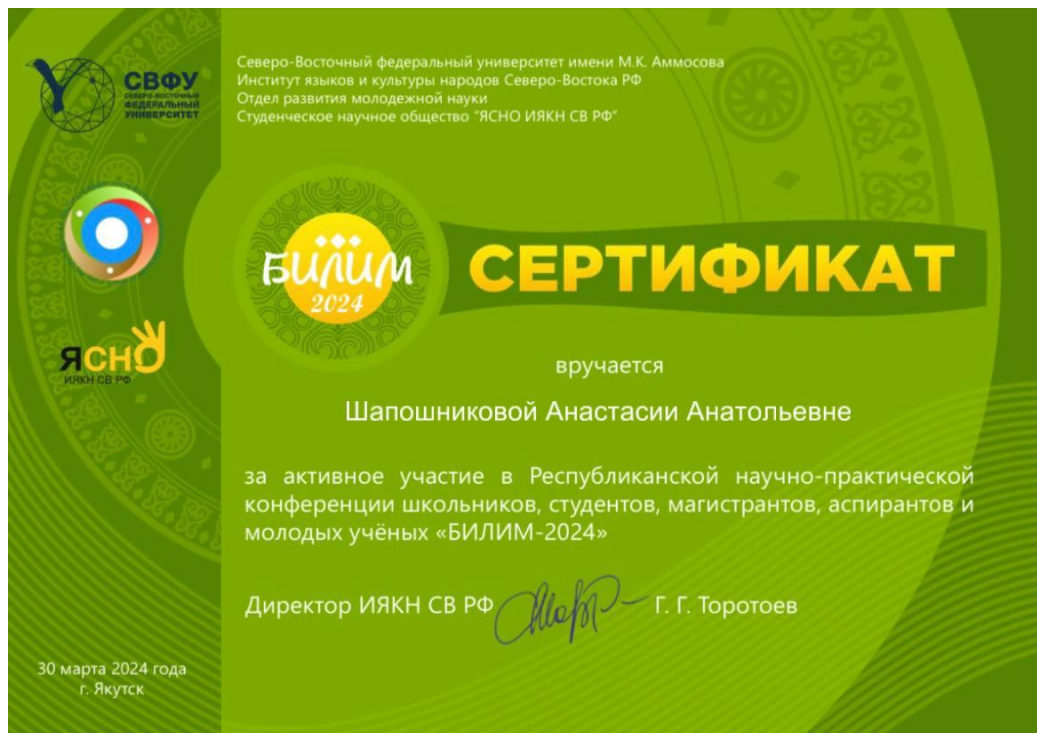 СВФУ
СЕВЕРО-ВОСТОЧНЫЙ
ФЕДЕРАЛЬНЫЙ
УНИВЕРСИТЕТ
Северо-Восточный федеральный университет имени М.К. Аммосова
Институт языков и культуры народов Северо-Востока РФ
Отдел развития молодежной науки
Студенческое научное общество "ЯСНО ИЯКН СВ РФ"
БИЛИМ
2024
СЕРТИФИКАТ
ЯСНО
ИЯКН СВ РФ
вручается
Шапошниковой Анастасии Анатольевне
за активное участие в Республиканской научно-практической
конференции школьников, студентов, магистрантов, аспирантов и
молодых учёных «БИЛИМ-2024»
Директор ИЯКН СВ РФ Г. Г. Торотоев
30 марта 2024 года
г. Якутск